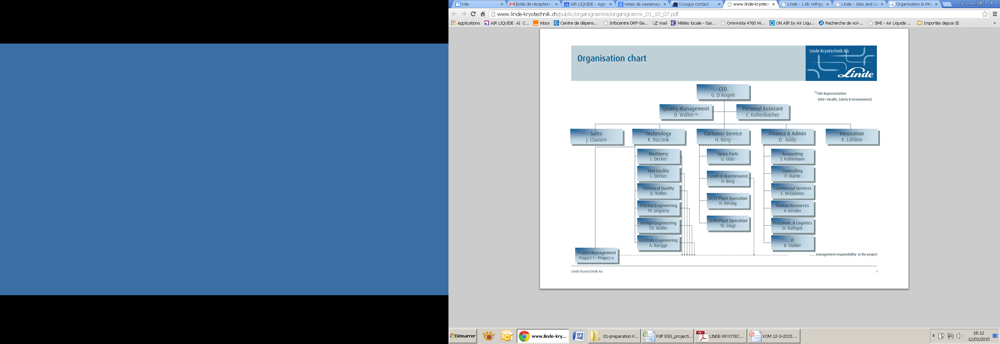 Kite
Boîte de réception (
AIR LIQUIDE - Ager
relais de sassenage
Cryoguy contact
www.linde-kryotec
Linde - 1.8K refrige
Linde - Jobs and ca
Organisation & Mer
www.linde-kryotechnik.ch/public/organigramme/organigramm_01_10_07.pdf
Applications
AIR LIQUIDE AI C...
inbox
Centre de dépens...
Infocentre DRP-Se...
mail
Météo locale - Sai...
Omnivista 4760 W...
ON AIR by Air Liqu...
Recherche de vol-...
SMI - Air Liquide ...
Importés depuis IE
»
Organisation chart
Linde Kryotechnik AG
Linde
CEO
G. D`Angeli
1) HSE Representative
(HSE= Health, Safety & Environment)
Quality Management
D. Walter 1)
Personal Assistant
C. Kaltenbacher
Sales
J. Clausen
Technology
K. Rocznik
Customer Service
H. Berg
Finance & Admin
D. Addy
Innovation
K. Löhlein
Machinery
L. Decker
Test Facility
L. Decker
Technical Quality
D. Walter
Process Engineering
Th. Ungricht
Design Engineering
Ch. Müller
Controls Engineering
A. Rüegge
Spare Parts
U. Glatz
Comm.& Maintenance
H. Berg
DESY Plant Operation
H. Herzog
CERN Plant Operation
Th. Voigt
Accounting
S. Krähemann
Controlling
P. Martin
Commercial Services
E. McQuisten
Human Resources
A. Kessler
Procurem. & Logistics
St. Rathgeb
IT
B. Stalder
Project Management
Project 1 – Project n
...... management responsibility in the project
Linde Kryotechnik AG
1
Démarrer
www.linde-kry...
01-preparation K...
FdP ESS_projecti...
LINDE KRYOTEC...
KOM 12-3-2015....
18:12
12/03/2015